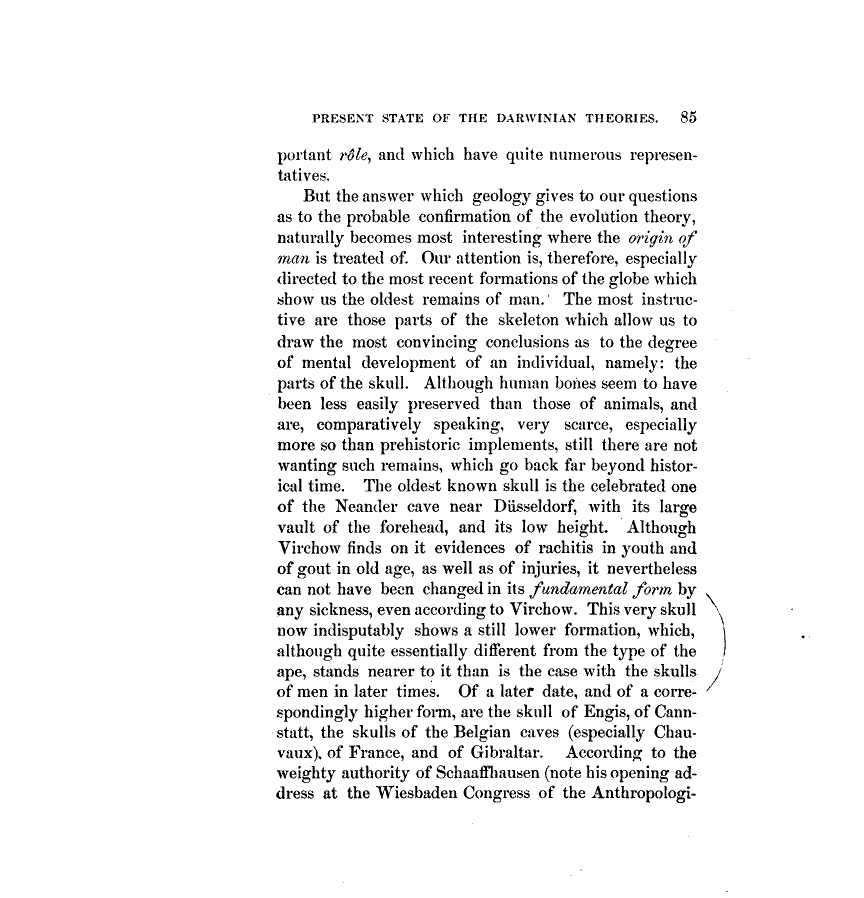 PRESENT STATE OF THE DARWINIAN THEORIES. 85
portant rôle, and which have quite numerous represen-
tatives.
But the answer which geology gives to our questions
as to the probable confirmation of the evolution theory,
naturally becomes most interesting where the origin of
man is treated of. Our attention is, therefore, especially
directed to the most recent formations of the globe which
show us the oldest remains of man. The most instruc-
tive are those parts of the skeleton which allow us to
draw the most convincing conclusions as to the degree
of mental development of an individual, namely: the
parts of the skull. Although human bones seem to have
been less easily preserved than those of animals, and
are, comparatively speaking, very scarce, especially
more so than prehistoric implements, still there are not
wanting such remains, which go back far beyond histor-
ical time. The oldest known skull is the celebrated one
of the Neander cave near Düsseldorf, with its large
vault of the forehead, and its low height. Although
Virchow finds on it evidences of rachitis in youth and
of gout in old age, as well as of injuries, it nevertheless
can not have been changed in its fundamental form by
any sickness, even according to Virchow. This very skull
now indisputably shows a still lower formation, which,
although quite essentially different from the type of the
ape, stands nearer to it than is the case with the skulls
of men in later times. Of a later date, and of a corre-
spondingly higher form, are the skull of Engis, of Cann-
statt, the skulls of the Belgian caves (especially Chau-
vaux), of France, and of Gibraltar. According to the
weighty authority of Schaaffhausen (note his opening ad-
dress at the Wiesbaden Congress of the Anthropologi-